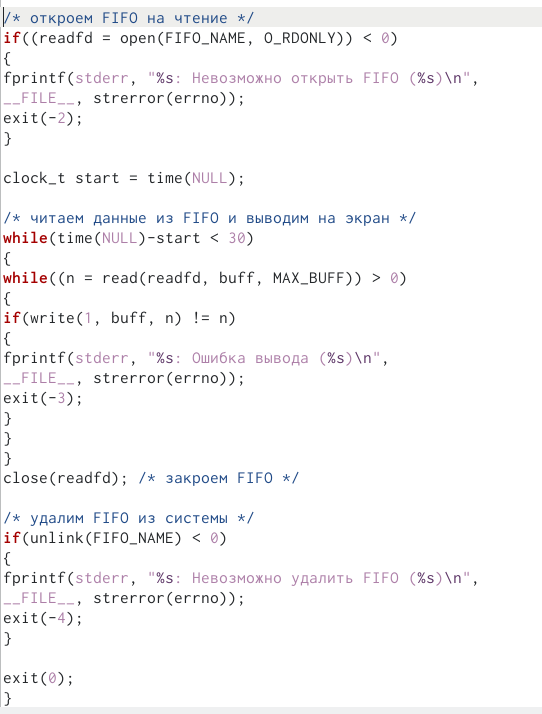 /* откроем FIFO на чтение */
if((readfd = open(FIFO_NAME, O_RDONLY)) < 0)
{
fprintf(stderr, "%s: Невозможно открыть FIFO (%s)\n",
__FILE__, strerror(errno));
exit(-2);
}

clock_t start = time(NULL);

/* читаем данные из FIFO и выводим на экран */
while(time(NULL)-start < 30)
{
while((n = read(readfd, buff, MAX_BUFF)) > 0)
{
if(write(1, buff, n) != n)
{
fprintf(stderr, "%s: Ошибка вывода (%s)\n",
__FILE__, strerror(errno));
exit(-3);
}
}
}
close(readfd); /* закроем FIFO */

/* удалим FIFO из системы */
if(unlink(FIFO_NAME) < 0)
{
fprintf(stderr, "%s: Невозможно удалить FIFO (%s)\n",
__FILE__, strerror(errno));
exit(-4);
}

exit(0);
}